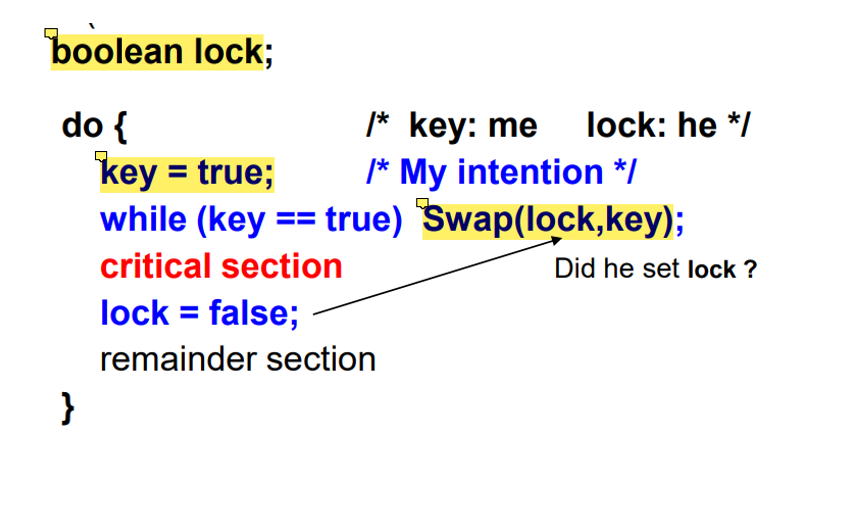 boolean lock;
do { /* key: me lock: he */
key = true; /* My intention */
while (key == true) Swap(lock,key);
critical section Did he set lock ?
lock = false;
remainder section
}